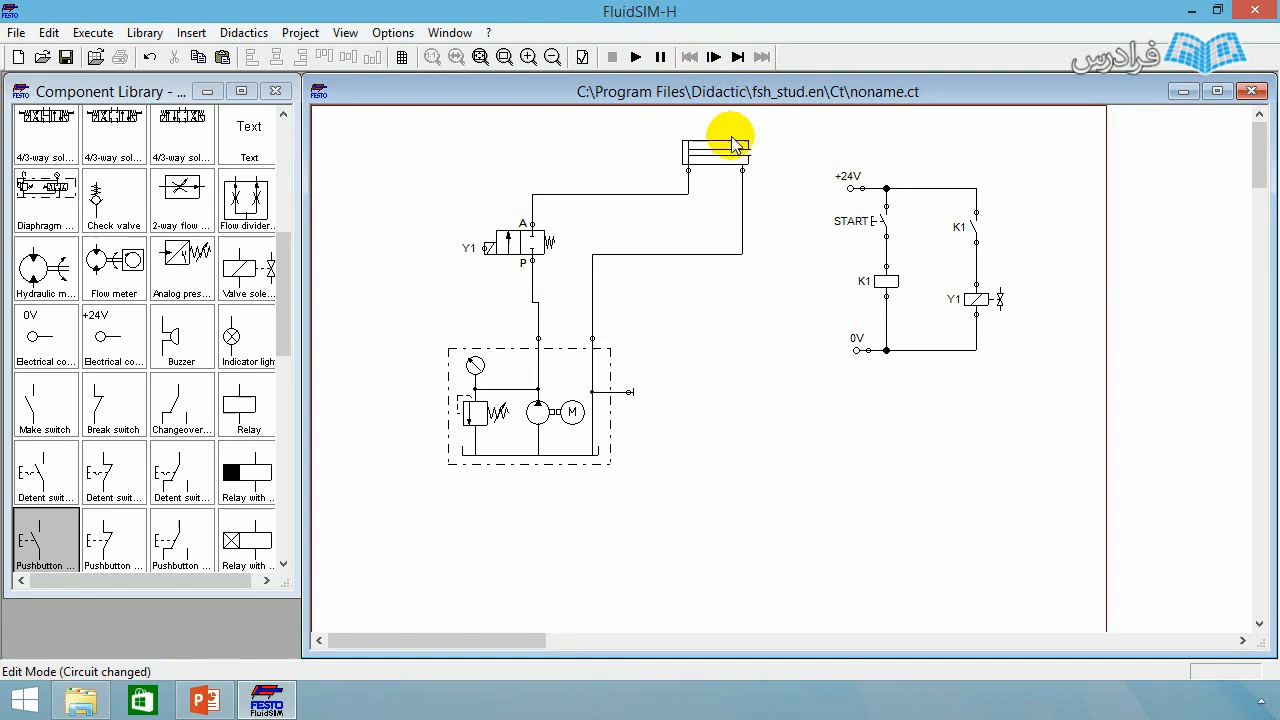 FluidSIM-H
FESTO
File Edit Execute Library Insert Draw Didactics Project View Options Window ?
فرادرس
FESTO Component Library - ...
FESTO C:\Program Files\Didactic\fsh_stud.en\Ct\noname.ct
Text
4/3-way sol... 4/3-way sol... 4/3-way sol... Text
Diaphragm ... Check valve 2-way flow ... Flow divider...
Hydraulic m... Flow meter Analog pres... Valve sole...
0V +24V
Electrical co... Electrical co... Buzzer Indicator ligh
Make switch Break switch Changeover... Relay
Detent swit... Detent swit... Detent swit... Relay with ...
Pushbutton ... Pushbutton ... Pushbutton ... Relay with ...
A
Y1
P
M
+24V
START
K1
K1
Y1
0V
Edit Mode (Circuit changed)
FESTO
FluidSIM